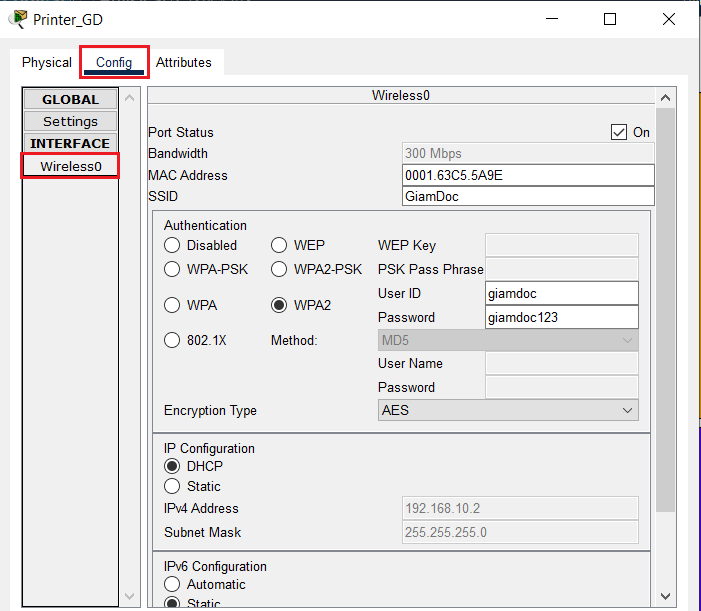 Printer_GD
Physical Config Attributes
GLOBAL
Settings
INTERFACE
Wireless0
Wireless0
Port Status On
Bandwidth 300 Mbps
MAC Address 0001.63C5.5A9E
SSID GiamDoc
Authentication
Disabled WEP WEP Key
WPA-PSK WPA2-PSK PSK Pass Phrase
User ID giamdoc
WPA WPA2
Password giamdoc123
802.1X Method: MD5
User Name
Password
Encryption Type AES
IP Configuration
DHCP
Static
IPv4 Address 192.168.10.2
Subnet Mask 255.255.255.0
IPv6 Configuration
Automatic
Static